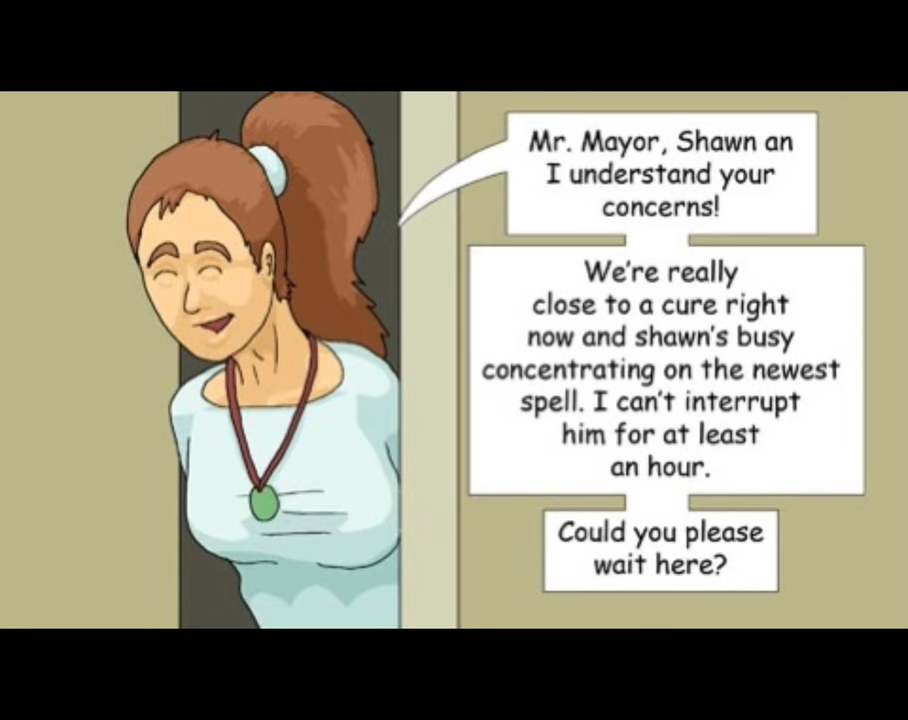 Mr. Mayor, Shawn an
I understand your
concerns!
We're really
close to a cure right
now and shawn's busy
concentrating on the newest
spell. I can't interrupt
him for at least
an hour.
Could you please
wait here?